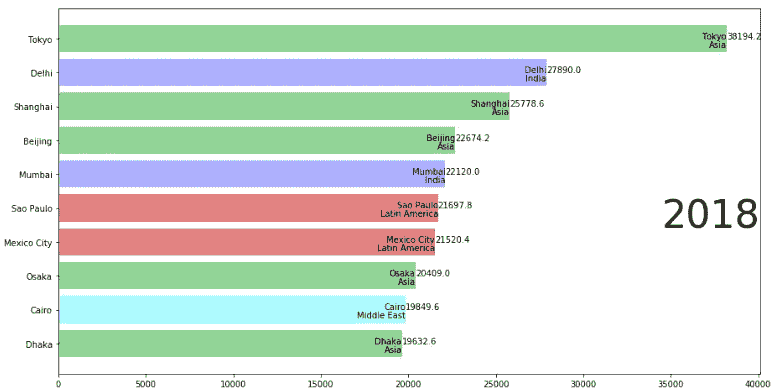 Tokyo
Tokyo 38194.2
Asia
Delhi
Delhi 27890.0
India
Shanghai
Shanghai 25778.6
Asia
Beijing
Beijing 22674.2
Asia
Mumbai
Mumbai 22120.0
India
Sao Paulo
Sao Paulo 21697.8
Latin America
2018
Mexico City
Mexico City 21520.4
Latin America
Osaka
Osaka 20409.0
Asia
Cairo
Cairo 19849.6
Middle East
Dhaka
Dhaka 19632.6
Asia
0 5000 10000 15000 20000 25000 30000 35000 40000